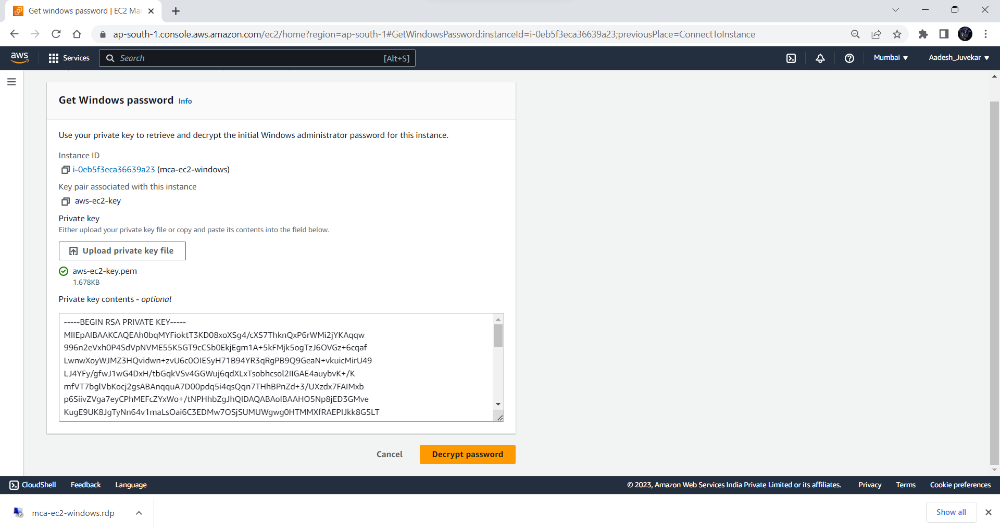 Get windows password | EC2 Mar
ap-south-1.console.aws.amazon.com/ec2/home?region=ap-south-1#GetWindowsPassword:instanceId=i-0eb5f3eca36639a23;previousPlace=ConnectToInstance
aws Services Search [Alt+S] Mumbai Aadesh_Juvekar
Get Windows password Info
Use your private key to retrieve and decrypt the initial Windows administrator password for this instance.
Instance ID
i-0eb5f3eca36639a23 (mca-ec2-windows)
Key pair associated with this instance
aws-ec2-key
Private key
Either upload your private key file or copy and paste its contents into the field below.
Upload private key file
aws-ec2-key.pem
1.678KB
Private key contents - optional
-----BEGIN RSA PRIVATE KEY-----
MIIEpAIBAAKCAQEAh0bqMYFioktT3KD08xoXSg4/cXS7ThknQxP6rWMi2jYKAqqw
996n2eVxh0P4SdVpNVME55K5GT9cCSb0EkjEgm1A+5kFMjk5ogTzJ6OVGz+6cqaf
LwnwXoyWJMZ3HQvidwn+zvU6c0OIESyH71B94YR3qRgPB9Q9GeaN+vkuicMirU49
LJ4YFy/gfwJ1wG4DxH/tbGqkVSv4GGWuj6qdXLxTsobhcsol2IIGAE4auybvK+/K
mfVT7bglVbKocj2gsABAnqquA7D00pdq5i4qsQqn7THhBPnZd+3/UXzdx7FAIMxb
p6SiivZVga7eyCPhMEFcZYxWo+/tNPHhbZgJhQIDAQABAoIBAAHO5Np8jED3GMve
KugE9UK8JgTyNn64v1maLsOai6C3EDMw7OSjSUMUWgwg0HTMMXfRAEPIJkk8G5LT
Cancel Decrypt password
CloudShell Feedback Language © 2023, Amazon Web Services India Private Limited or its affiliates. Privacy Terms Cookie preferences
mca-ec2-windows.rdp Show all